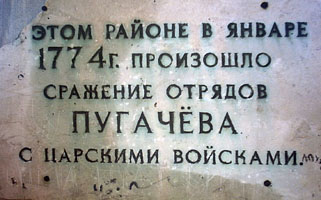 ЭТОМ РАЙОНЕ В ЯНВАРЕ
1774г. ПРОИЗОШЛО
СРАЖЕНИЕ ОТРЯДОВ
ПУГАЧЁВА
С ЦАРСКИМИ ВОЙСКАМИ.